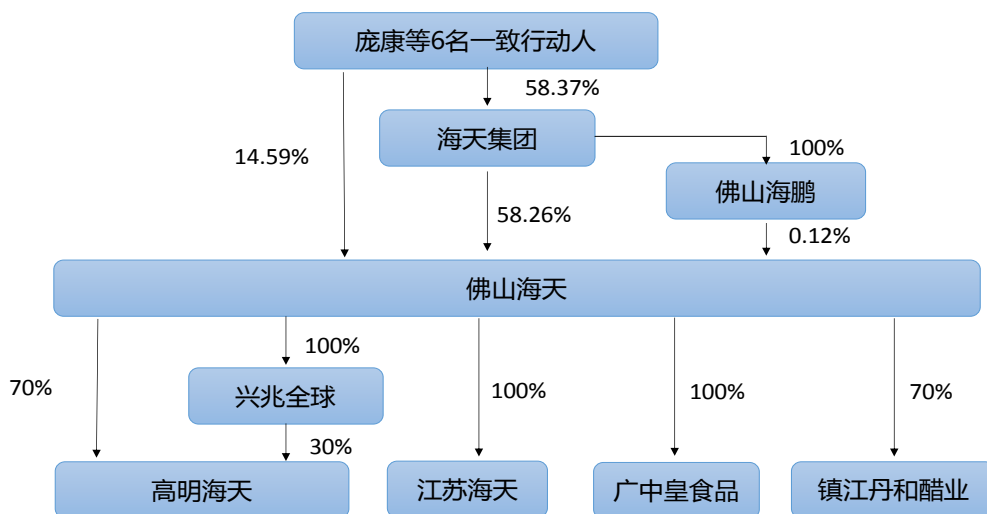 庞康等6名一致行动人
58.37%
海天集团
100%
14.59%
佛山海鹏
58.26%
0.12%
佛山海天
100%
70%
兴兆全球
100%
100%
70%
30%
高明海天
江苏海天
广中皇食品
镇江丹和醋业